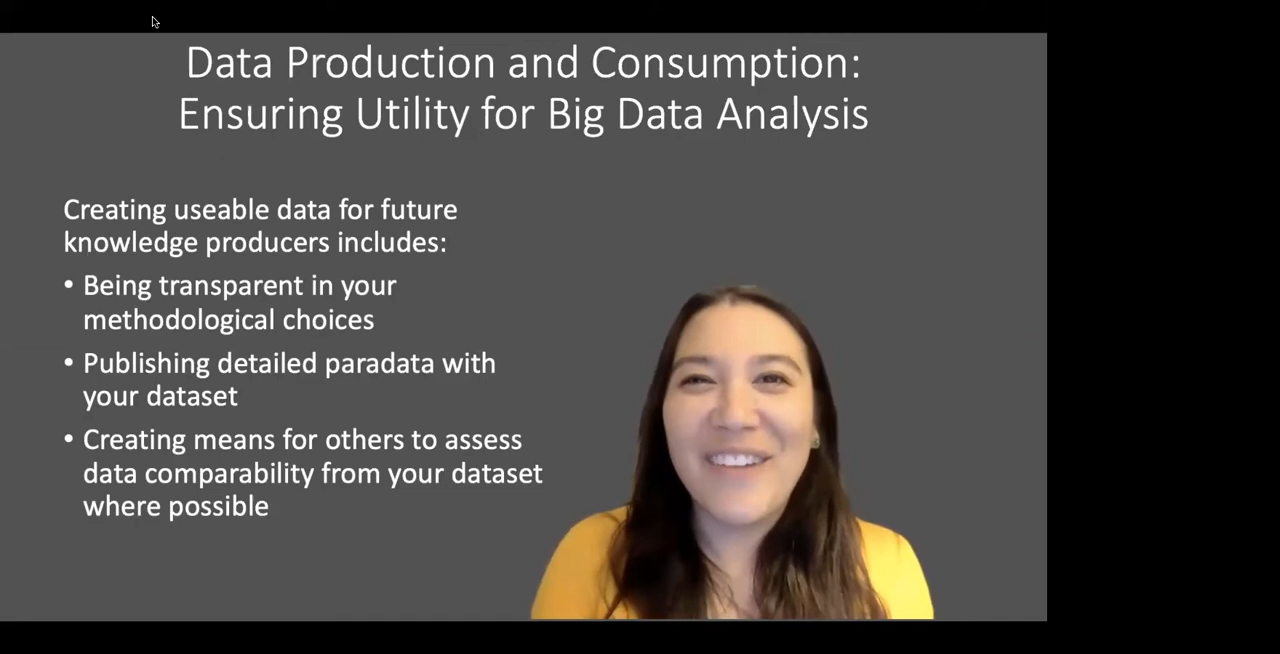 Data Production and Consumption:
Ensuring Utility for Big Data Analysis
Creating useable data for future
knowledge producers includes:
• Being transparent in your
methodological choices
• Publishing detailed paradata with
your dataset
• Creating means for others to assess
data comparability from your dataset
where possible